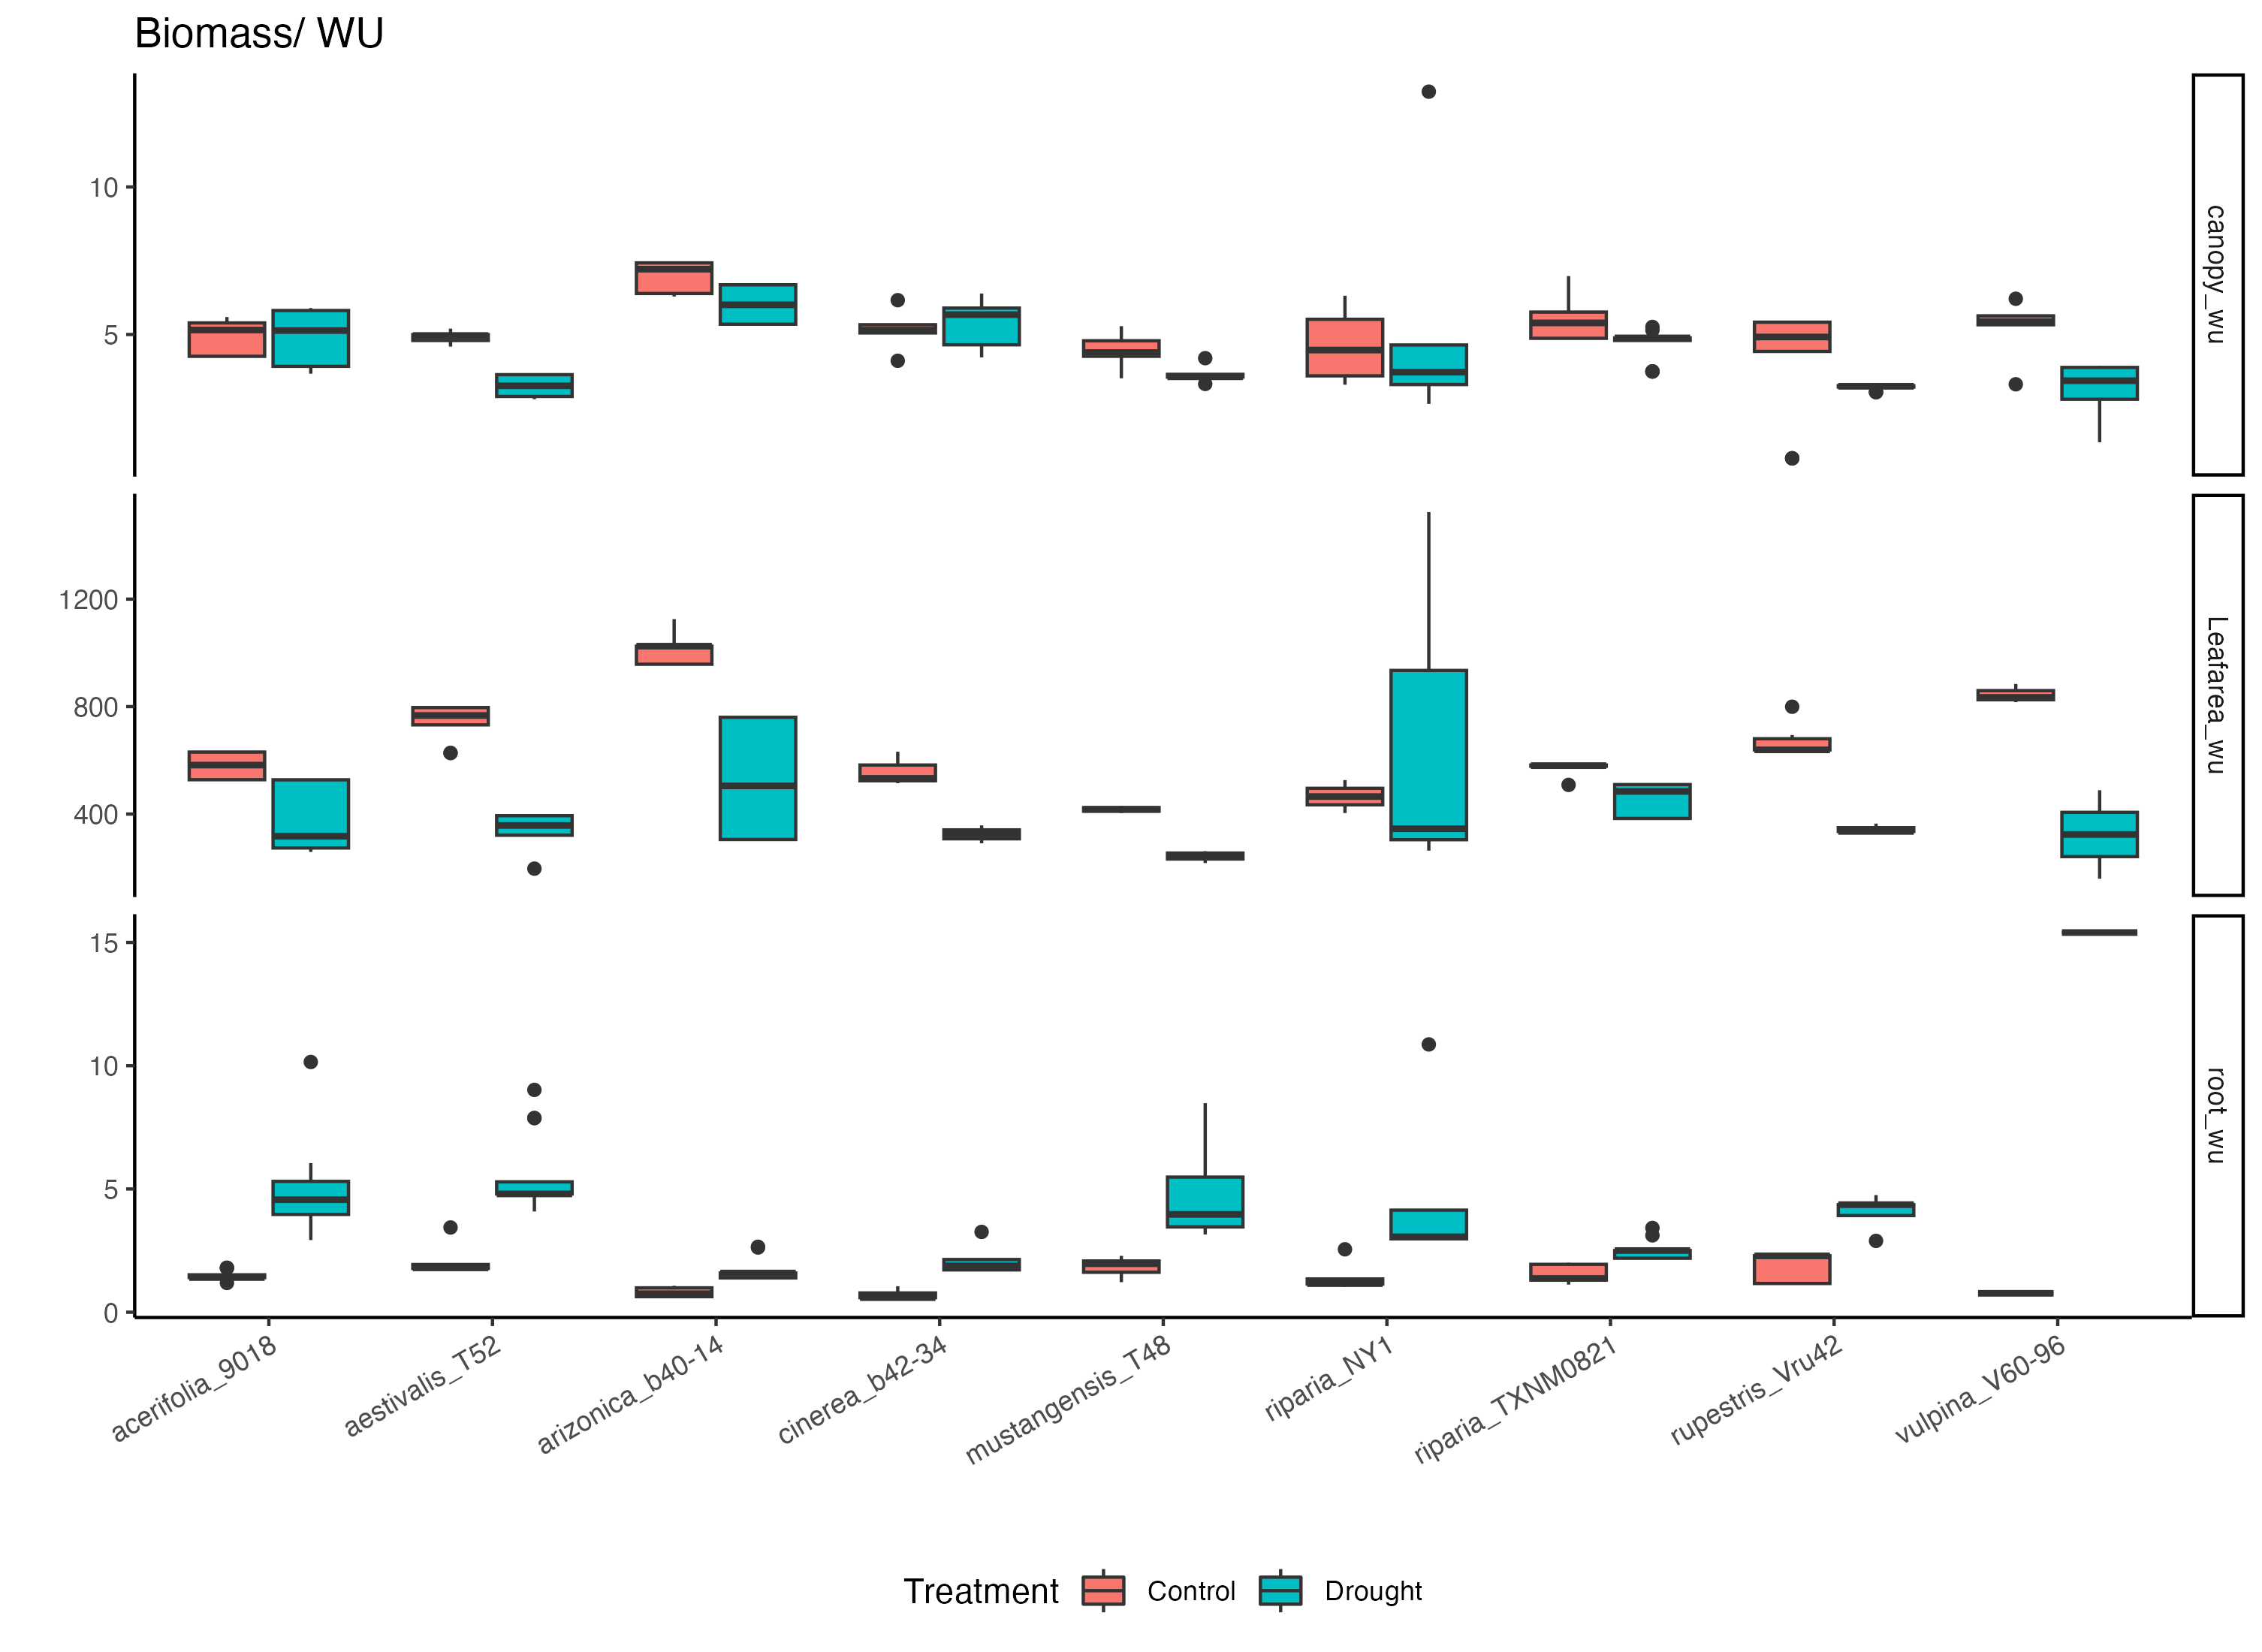 Biomass/ WU
10
5
canopy_wu
1200
800
400
Leafarea_wu
15
10
5
0
root_wu
acerifolia_9018
aestivalis_T52
arizonica_b40-14
cinerea_b42-34
mustangensis_T48
riparia_NY1
riparia_TXNM0821
rupestris_Vru42
vulpina_V60-96
Treatment Control Drought